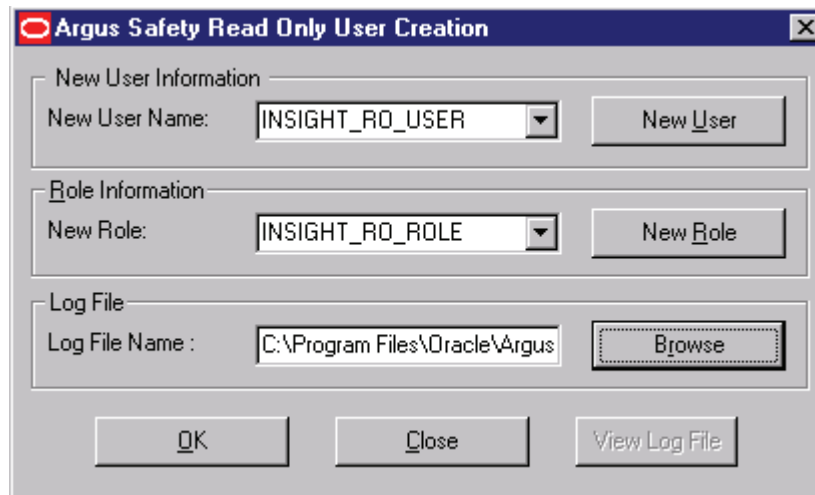 Argus Safety Read Only User Creation
New User Information
New User Name: INSIGHT_RO_USER New User
Role Information
New Role: INSIGHT_RO_ROLE New Role
Log File
Log File Name : C:\Program Files\Oracle\Argus Browse
OK Close View Log File